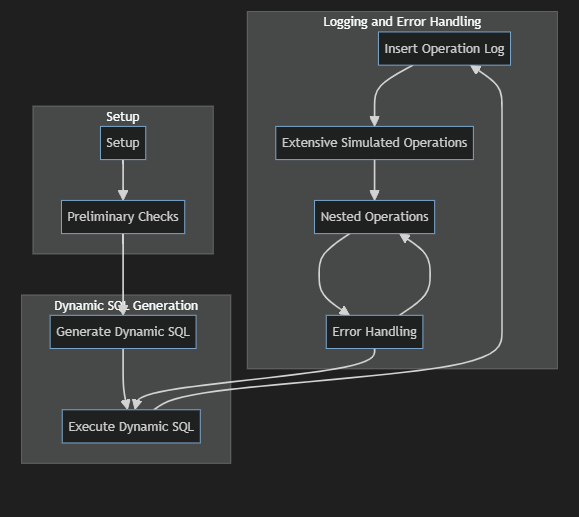 Logging and Error Handling
Insert Operation Log
Setup
Setup
Extensive Simulated Operations
Preliminary Checks
Nested Operations
Dynamic SQL Generation
Generate Dynamic SQL
Error Handling
Execute Dynamic SQL